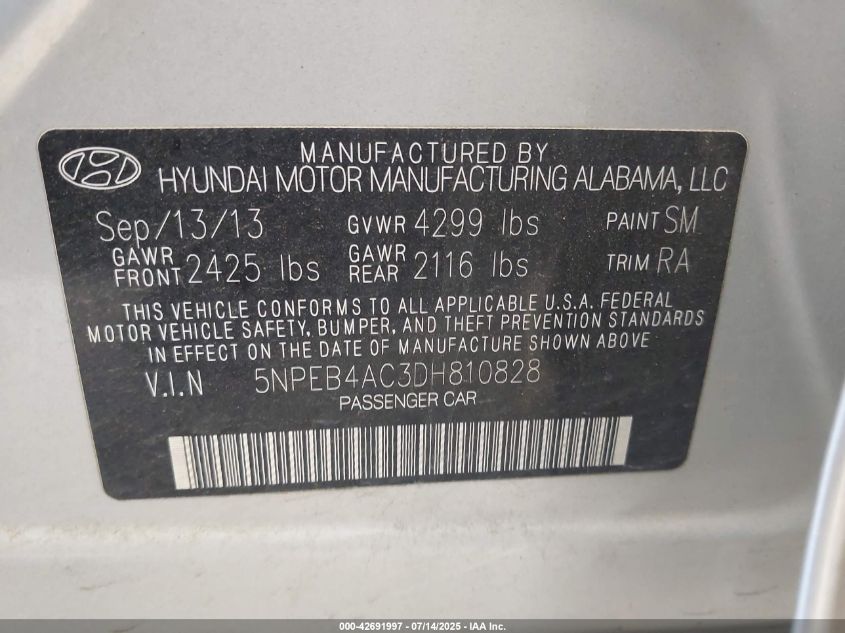 MANUFACTURED BY
HYUNDAI MOTOR MANUFACTURING ALABAMA, LLC
Sep/13/13 GVWR 4299 lbs PAINT SM
GAWR FRONT 2425 lbs GAWR REAR 2116 lbs TRIM RA
THIS VEHICLE CONFORMS TO ALL APPLICABLE U.S.A. FEDERAL
MOTOR VEHICLE SAFETY, BUMPER, AND THEFT PREVENTION STANDARDS
IN EFFECT ON THE DATE OF MANUFACTURE SHOWN ABOVE
V.I.N 5NPEB4AC3DH810828
PASSENGER CAR
000-42691997 - 07/14/2025 - IAA Inc.